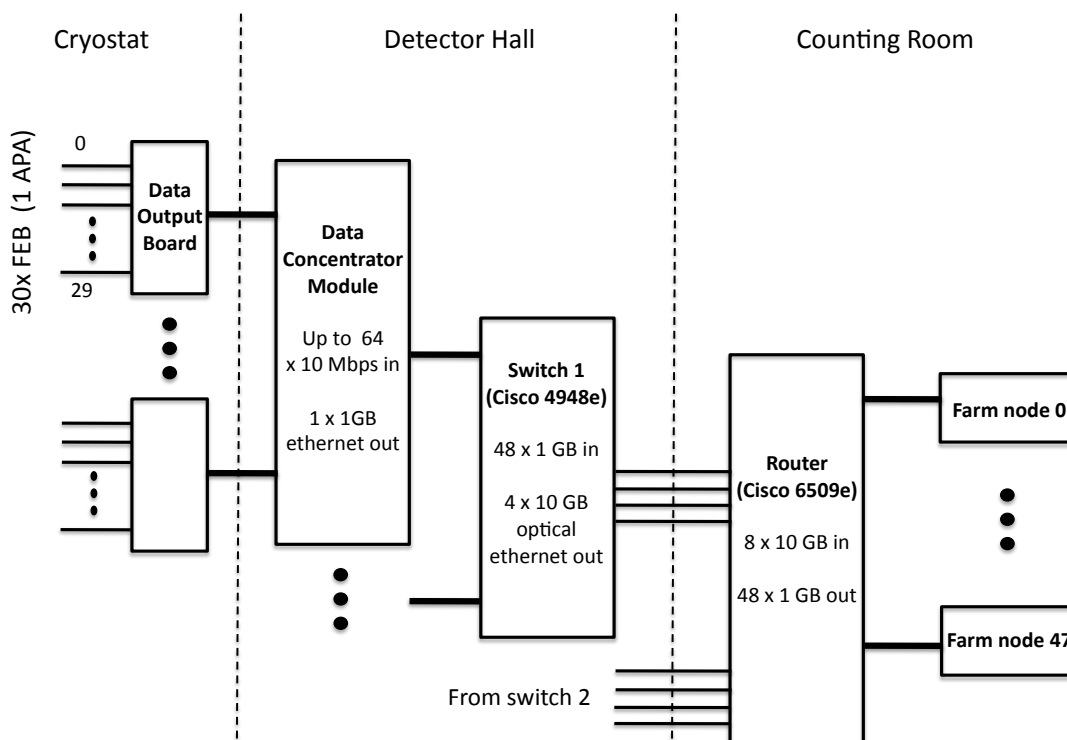 Cryostat
Detector Hall
Counting Room
30x FEB (1 APA)
0
29
Data
Output
Board
Data
Concentrator
Module
Up to 64
x 10 Mbps in
1 x 1GB
ethernet out
Switch 1
(Cisco 4948e)
48 x 1 GB in
4 x 10 GB
optical
ethernet out
From switch 2
Router
(Cisco 6509e)
8 x 10 GB in
48 x 1 GB out
Farm node 0
Farm node 47